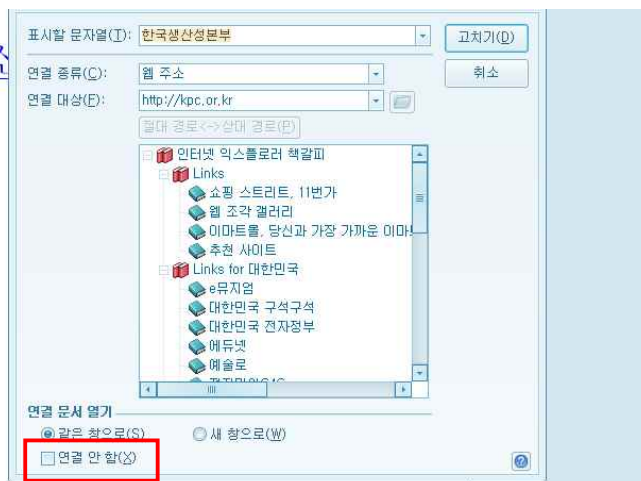 표시할 문자열(T): 한국생산성본부
고치기(D)
연결 종류(C): 웹 주소
취소
연결 대상(F): http://kpc.or.kr
절대 경로<->상대 경로(P)
인터넷 익스플로러 책갈피
Links
쇼핑 스트리트, 11번가
웹 조각 갤러리
이마트몰, 당신과 가장 가까운 이마
추천 사이트
Links for 대한민국
e뮤지엄
대한민국 구석구석
대한민국 전자정부
에듀넷
예술로
연결 문서 열기
같은 창으로(S) 새 창으로(W)
연결 안 함(X)